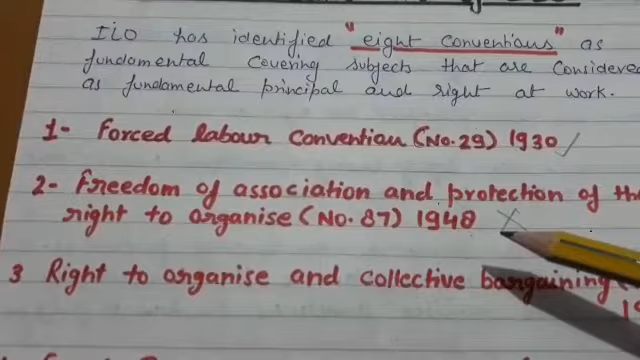 ILO has identified "eight conventions" as
fundamental covering subjects that are considered
as fundamental principal and right at work.
1- Forced labour Convention (No.29) 1930
2- Freedom of association and protection of the
right to organise (No. 87) 1948
3 Right to organise and collective bargaining